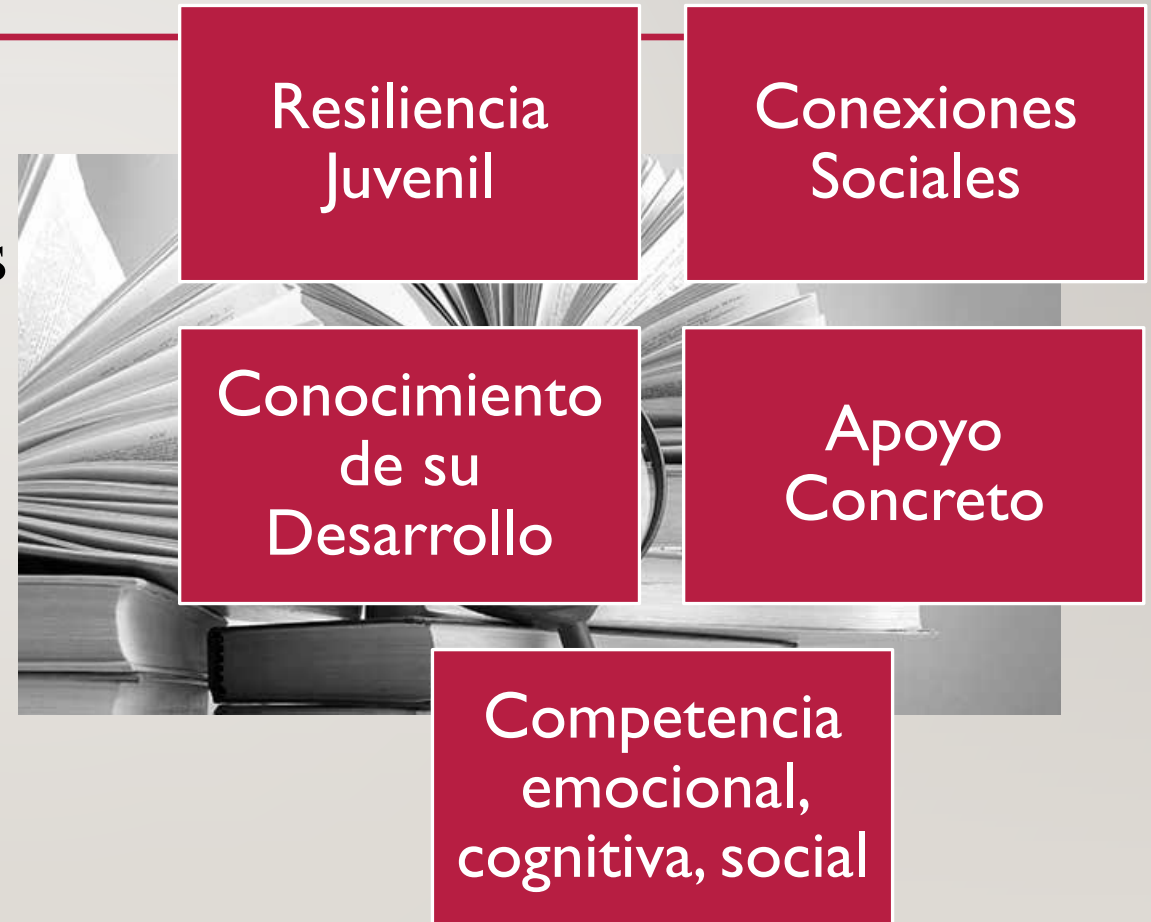 Resiliencia
Juvenil
Conexiones
Sociales
s
Conocimiento
de su
Desarrollo
Apoyo
Concreto
Competencia
emocional,
cognitiva, social